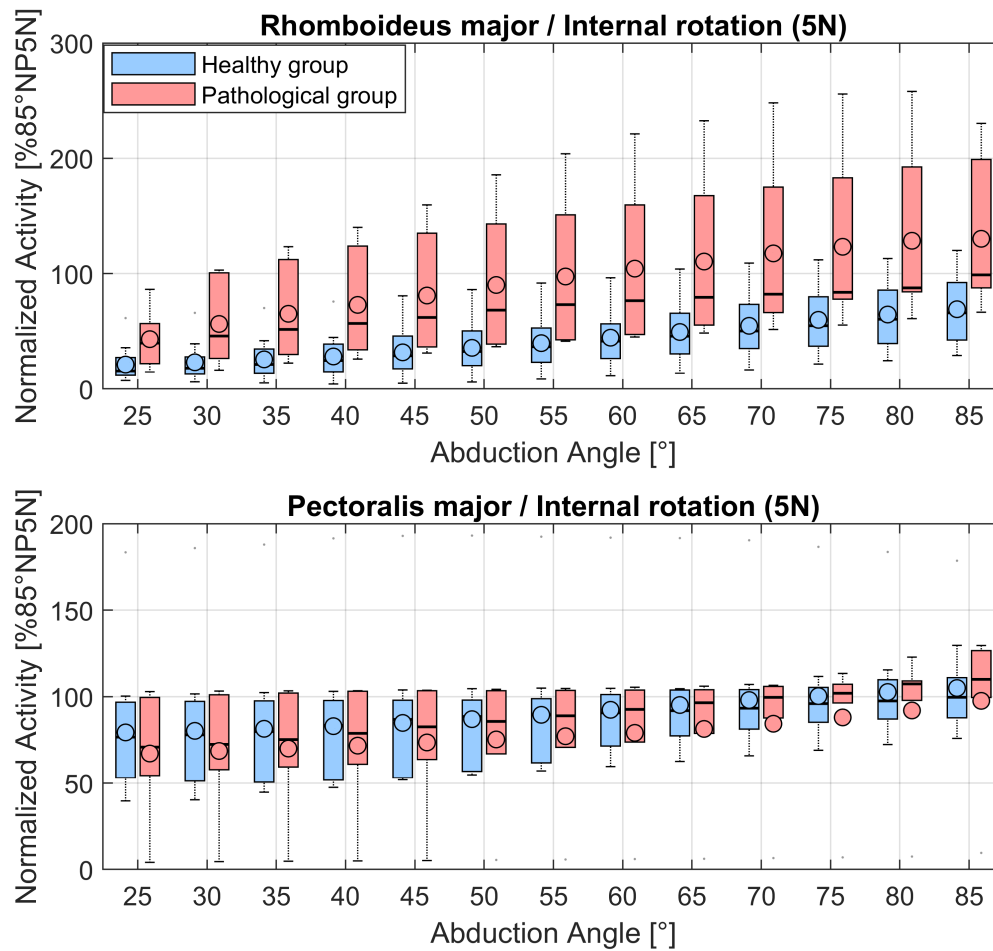 Rhomboideus major / Internal rotation (5N)
Normalized Activity [%85°NP5N]
300
200
100
0
Healthy group
Pathological group
25 30 35 40 45 50 55 60 65 70 75 80 85
Abduction Angle [°]
Pectoralis major / Internal rotation (5N)
Normalized Activity [%85°NP5N]
200
150
100
50
0
25 30 35 40 45 50 55 60 65 70 75 80 85
Abduction Angle [°]